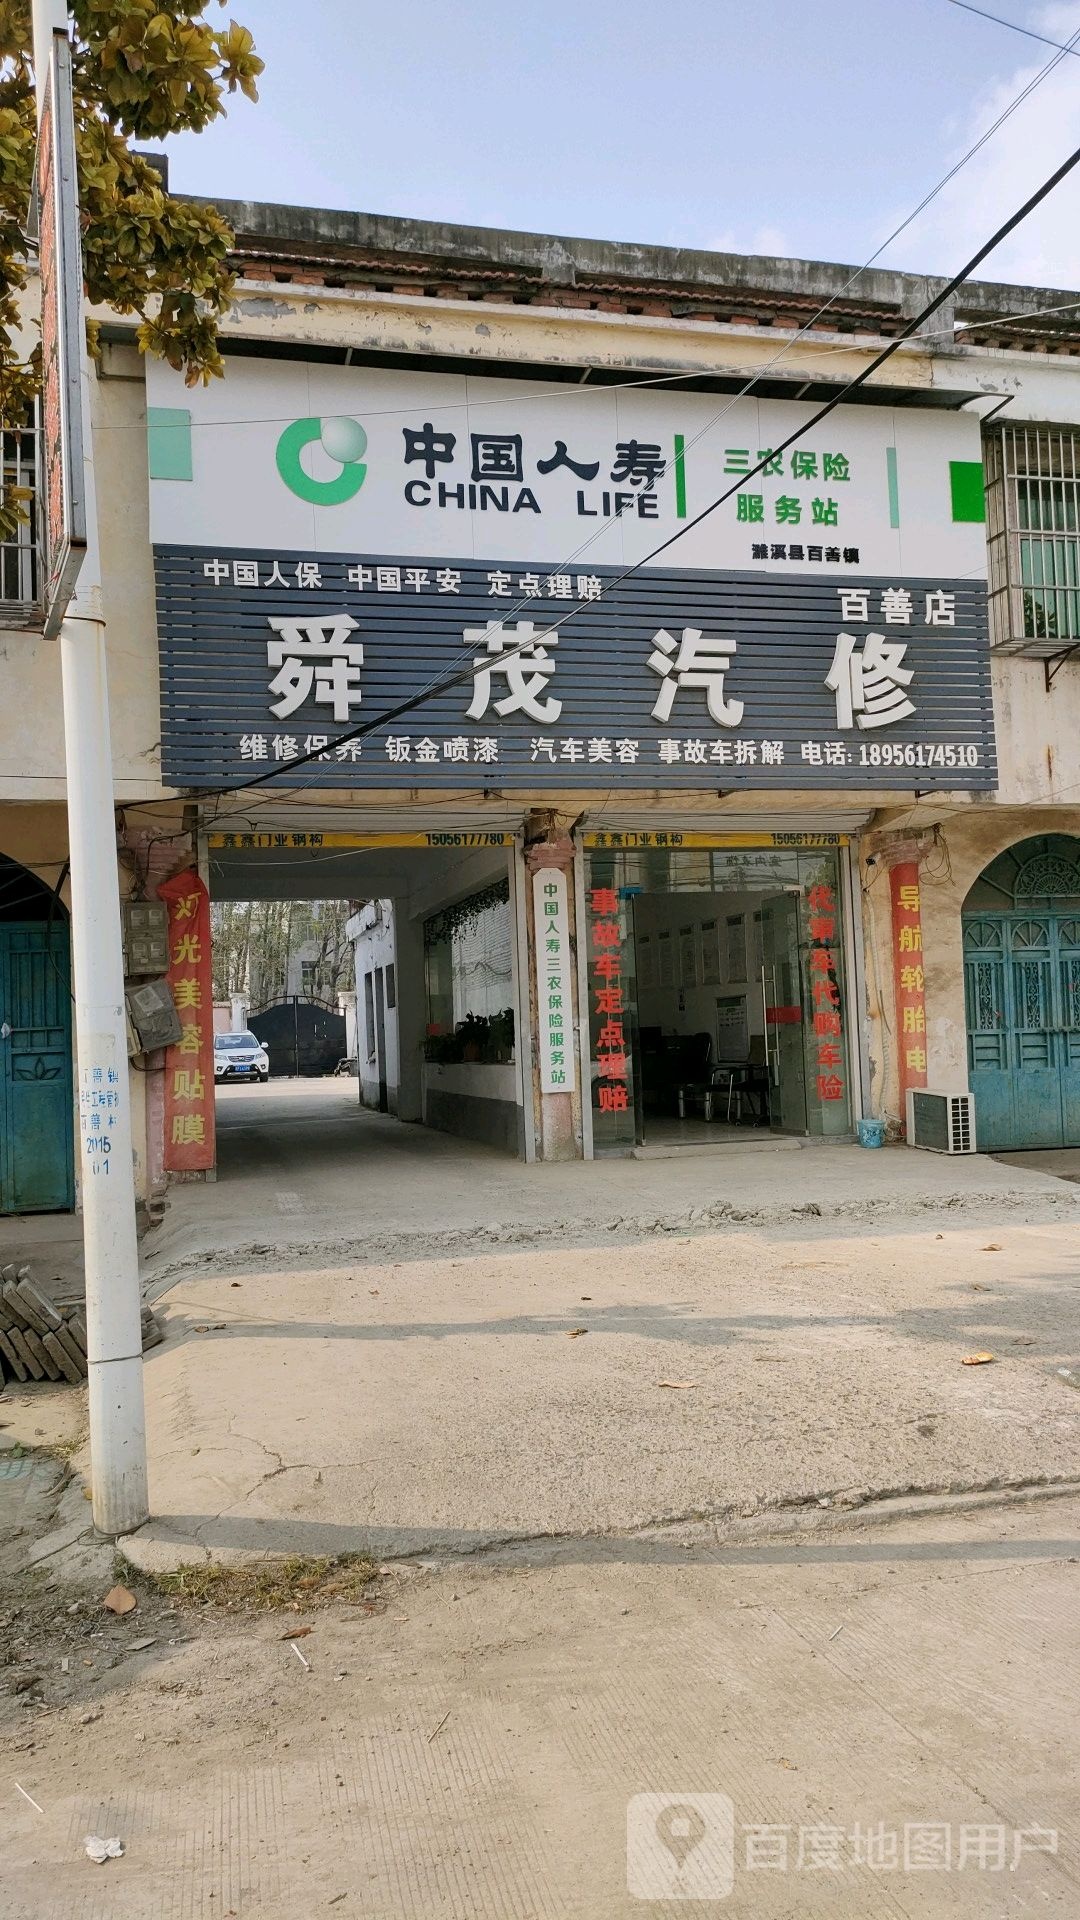 中国人寿
CHINA LIFE
三农保险
服务站
濉溪县百善镇
中国人保 中国平安 定点理赔
百善店
舜茂汽修
维修保养 钣金喷漆 汽车美容 事故车拆解 电话:18956174510
鑫鑫门业钢构 15056177780
鑫鑫门业钢构 15056177780
灯光美容贴膜
中国人寿三农保险服务站
事故车定点理赔
代审车代购车险
导航轮胎电
百善村
2015
01
百度地图用户